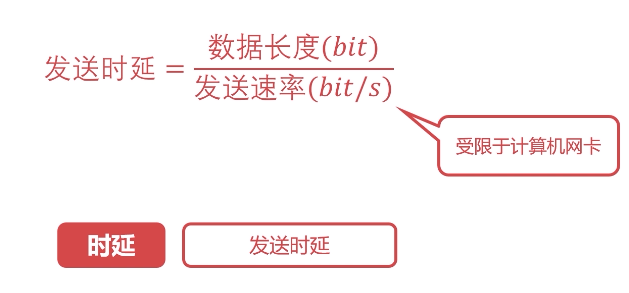 发送时延 = 数据长度(bit) / 发送速率(bit/s)
受限于计算机网卡
时延
发送时延